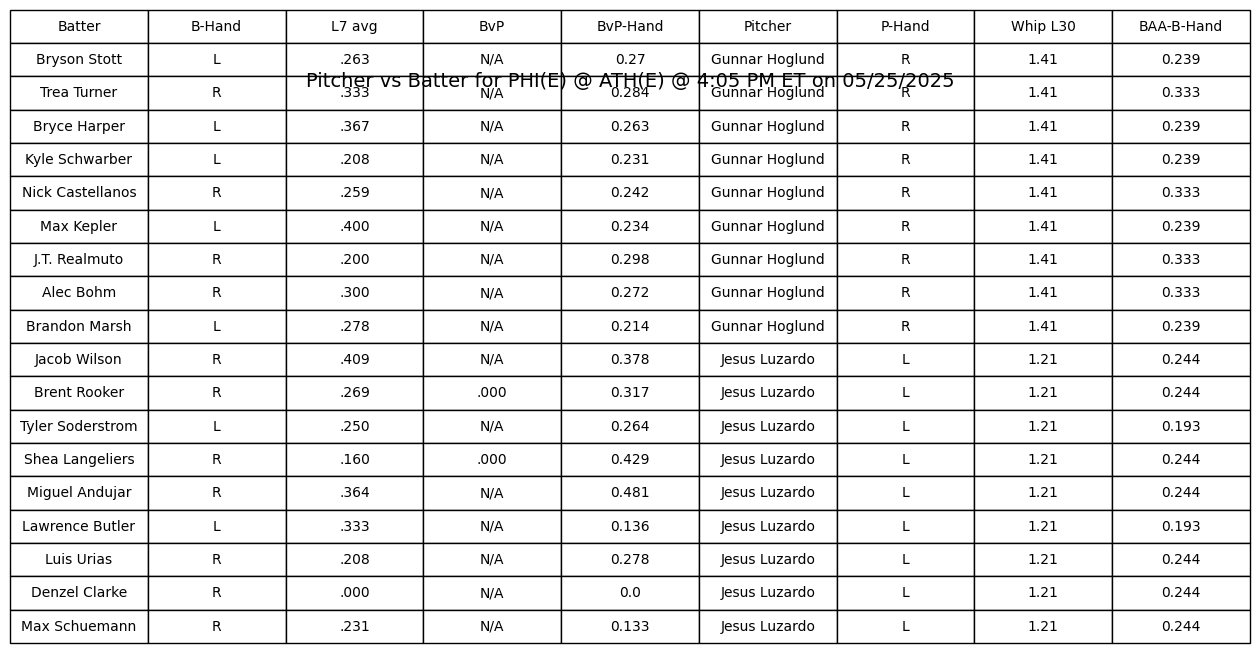 Batter B-Hand L7 avg BvP BvP-Hand Pitcher P-Hand Whip L30 BAA-B-Hand
Bryson Stott L .263 N/A 0.27 Gunnar Hoglund R 1.41 0.239
Pitcher vs Batter for PHI(E) @ ATH(E) @ 4:05 PM ET on 05/25/2025
Trea Turner R .333 N/A 0.284 Gunnar Hoglund R 1.41 0.333
Bryce Harper L .367 N/A 0.263 Gunnar Hoglund R 1.41 0.239
Kyle Schwarber L .208 N/A 0.231 Gunnar Hoglund R 1.41 0.239
Nick Castellanos R .259 N/A 0.242 Gunnar Hoglund R 1.41 0.333
Max Kepler L .400 N/A 0.234 Gunnar Hoglund R 1.41 0.239
J.T. Realmuto R .200 N/A 0.298 Gunnar Hoglund R 1.41 0.333
Alec Bohm R .300 N/A 0.272 Gunnar Hoglund R 1.41 0.333
Brandon Marsh L .278 N/A 0.214 Gunnar Hoglund R 1.41 0.239
Jacob Wilson R .409 N/A 0.378 Jesus Luzardo L 1.21 0.244
Brent Rooker R .269 .000 0.317 Jesus Luzardo L 1.21 0.244
Tyler Soderstrom L .250 N/A 0.264 Jesus Luzardo L 1.21 0.193
Shea Langeliers R .160 .000 0.429 Jesus Luzardo L 1.21 0.244
Miguel Andujar R .364 N/A 0.481 Jesus Luzardo L 1.21 0.244
Lawrence Butler L .333 N/A 0.136 Jesus Luzardo L 1.21 0.193
Luis Urias R .208 N/A 0.278 Jesus Luzardo L 1.21 0.244
Denzel Clarke R .000 N/A 0.0 Jesus Luzardo L 1.21 0.244
Max Schuemann R .231 N/A 0.133 Jesus Luzardo L 1.21 0.244